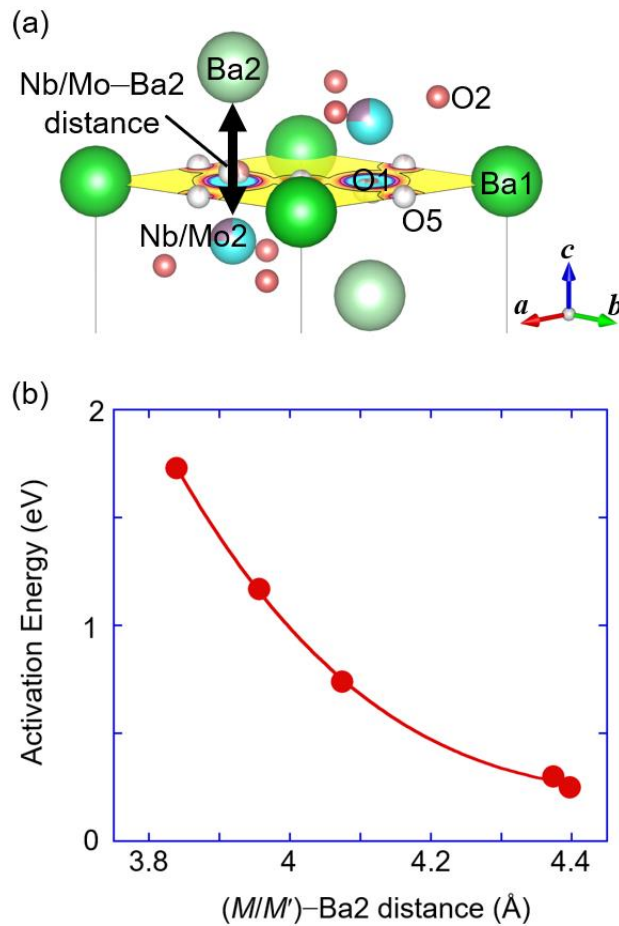 (a)
Ba2
Nb/Mo–Ba2
distance
O2
O1
Ba1
O5
Nb/Mo2
c
a
b
(b)
2
1
0
Activation Energy (eV)
3.8
4
4.2
4.4
(M/M′)–Ba2 distance (Å)